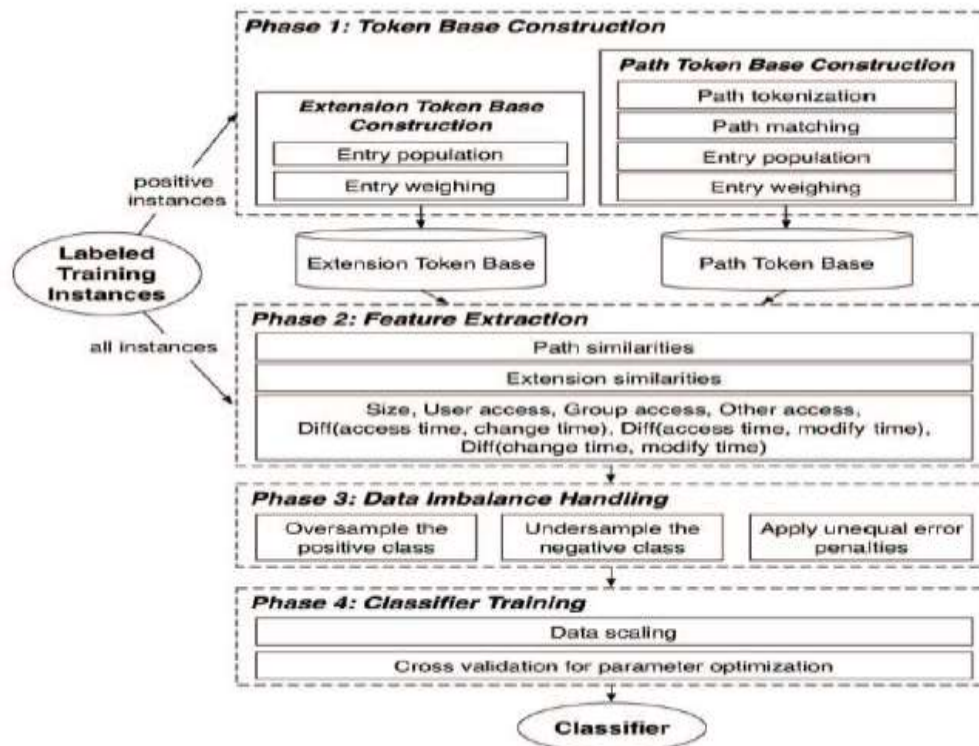 Phase 1: Token Base Construction
Extension Token Base
Construction
Entry population
Entry weighing
Path Token Base Construction
Path tokenization
Path matching
Entry population
Entry weighing
positive
instances
Labeled
Training
Instances
all instances
Extension Token Base
Path Token Base
Phase 2: Feature Extraction
Path similarities
Extension similarities
Size, User access, Group access, Other access,
Diff(access time, change time), Diff(access time, modify time),
Diff(change time, modify time)
Phase 3: Data Imbalance Handling
Oversample the
positive class
Undersample the
negative class
Apply unequal error
penalties
Phase 4: Classifier Training
Data scaling
Cross validation for parameter optimization
Classifier